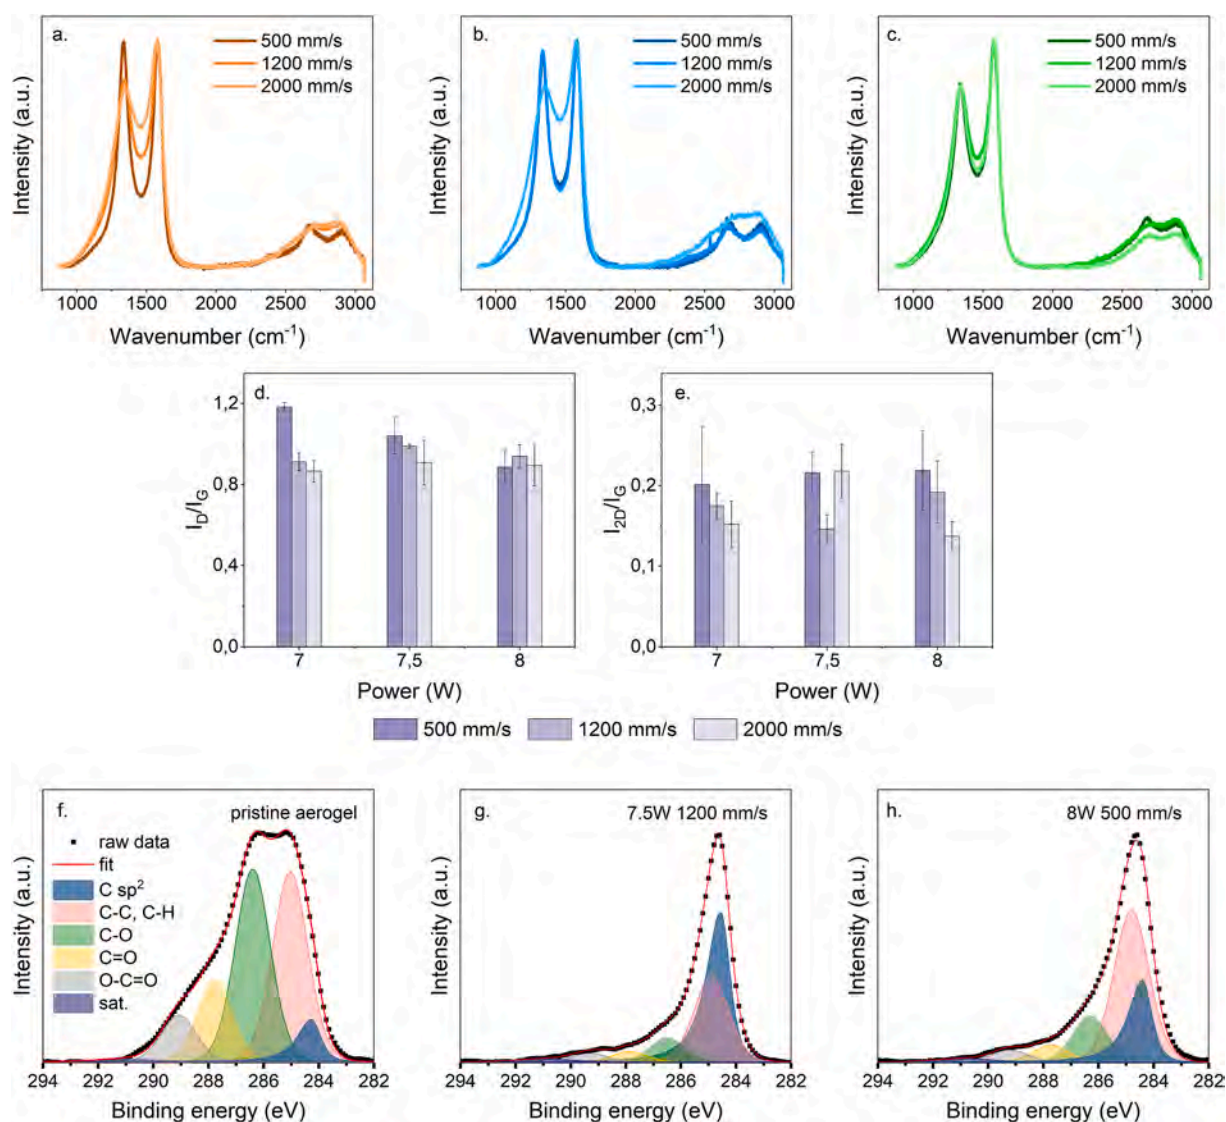 a.
500 mm/s
1200 mm/s
2000 mm/s
Intensity (a.u.)
1000 1500 2000 2500 3000
Wavenumber (cm⁻¹)
b.
500 mm/s
1200 mm/s
2000 mm/s
Intensity (a.u.)
1000 1500 2000 2500 3000
Wavenumber (cm⁻¹)
c.
500 mm/s
1200 mm/s
2000 mm/s
Intensity (a.u.)
1000 1500 2000 2500 3000
Wavenumber (cm⁻¹)
d.
1,2
0,8
0,4
0,0
I_D/I_G
7 7,5 8
Power (W)
e.
0,3
0,2
0,1
0,0
I_2D/I_G
7 7,5 8
Power (W)
500 mm/s 1200 mm/s 2000 mm/s
f. pristine aerogel
raw data
fit
C sp²
C-C, C-H
C-O
C=O
O-C=O
sat.
Intensity (a.u.)
294 292 290 288 286 284 282
Binding energy (eV)
g. 7.5W 1200 mm/s
Intensity (a.u.)
294 292 290 288 286 284 282
Binding energy (eV)
h. 8W 500 mm/s
Intensity (a.u.)
294 292 290 288 286 284 282
Binding energy (eV)